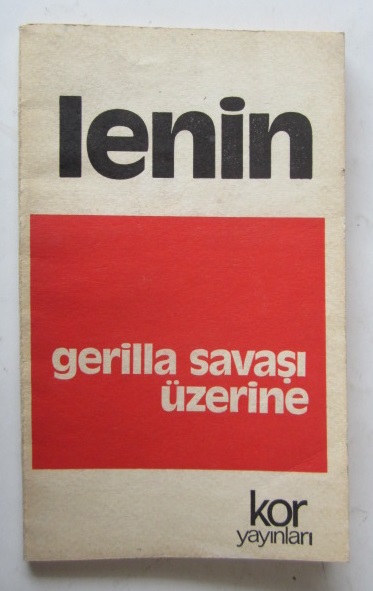 lenin
gerilla savaşı
üzerine
kor
yayınları